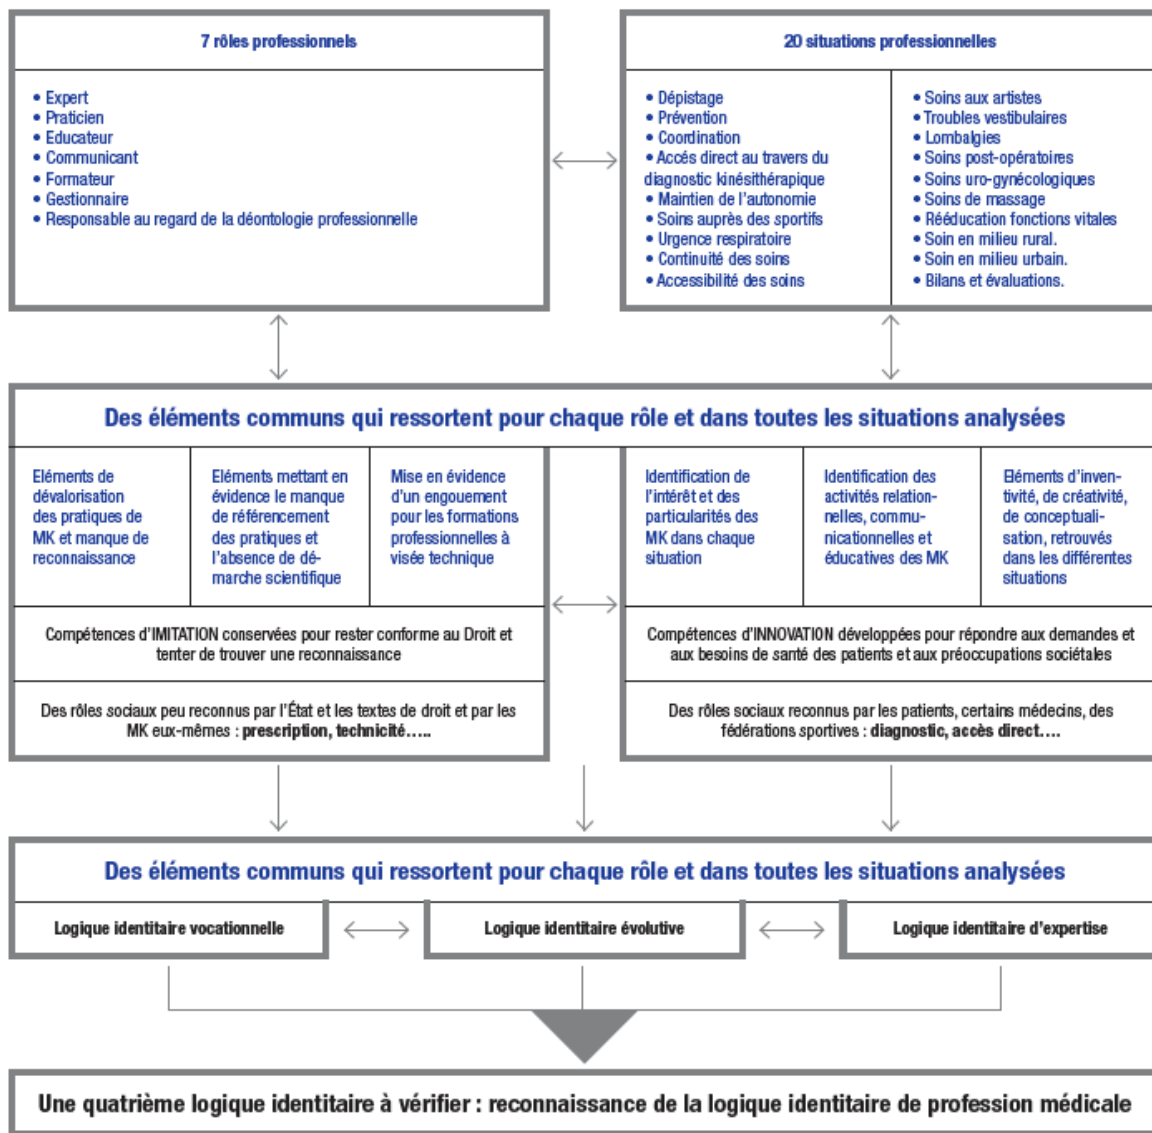 7 rôles professionnels
• Expert
• Praticien
• Educateur
• Communicant
• Formateur
• Gestionnaire
• Responsable au regard de la déontologie professionnelle
20 situations professionnelles
• Dépistage
• Prévention
• Coordination
• Accés direct au travers du
diagnostic kinésithérapique
• Maintien de l'autonomie
• Soins auprès des sportifs
• Urgence respiratoire
• Continuité des soins
• Accessibilité des soins
• Soins aux artistes
• Troubles vestibulaires
• Lombalgies
• Soins post-opératoires
• Soins uro-gynécologiques
• Soins de massage
• Rééducation fonctions vitales
• Soin en milieu rural.
• Soin en milieu urbain.
• Bilans et évaluations.
Des éléments communs qui ressortent pour chaque rôle et dans toutes les situations analysées
Eléments de
dévalorisation
des pratiques de
MK et manque de
reconnaissance
Eléments mettant en
évidence le manque
de référencement
des pratiques et
l'absence de dé-
marche scientifique
Mise en évidence
d'un engouement
pour les formations
professionnelles à
visée technique
Identification de
l'intérêt et des
particularités des
MK dans chaque
situation
Identification des
activités relation-
nelles, commu-
nicationnelles et
éducatives des MK
Eléments d'inven-
tivité, de créativité,
de conceptuali-
sation, retrouvés
dans les différentes
situations
Compétences d'IMITATION conservées pour rester conforme au Droit et
tenter de trouver une reconnaissance
Compétences d'INNOVATION développées pour répondre aux demandes et
aux besoins de santé des patients et aux préoccupations sociétales
Des rôles sociaux peu reconnus par l'État et les textes de droit et par les
MK eux-mêmes : prescription, technicité.....
Des rôles sociaux reconnus par les patients, certains médecins, des
fédérations sportives : diagnostic, accès direct....
Des éléments communs qui ressortent pour chaque rôle et dans toutes les situations analysées
Logique identitaire vocationnelle
Logique identitaire évolutive
Logique identitaire d'expertise
Une quatrième logique identitaire à vérifier : reconnaissance de la logique identitaire de profession médicale